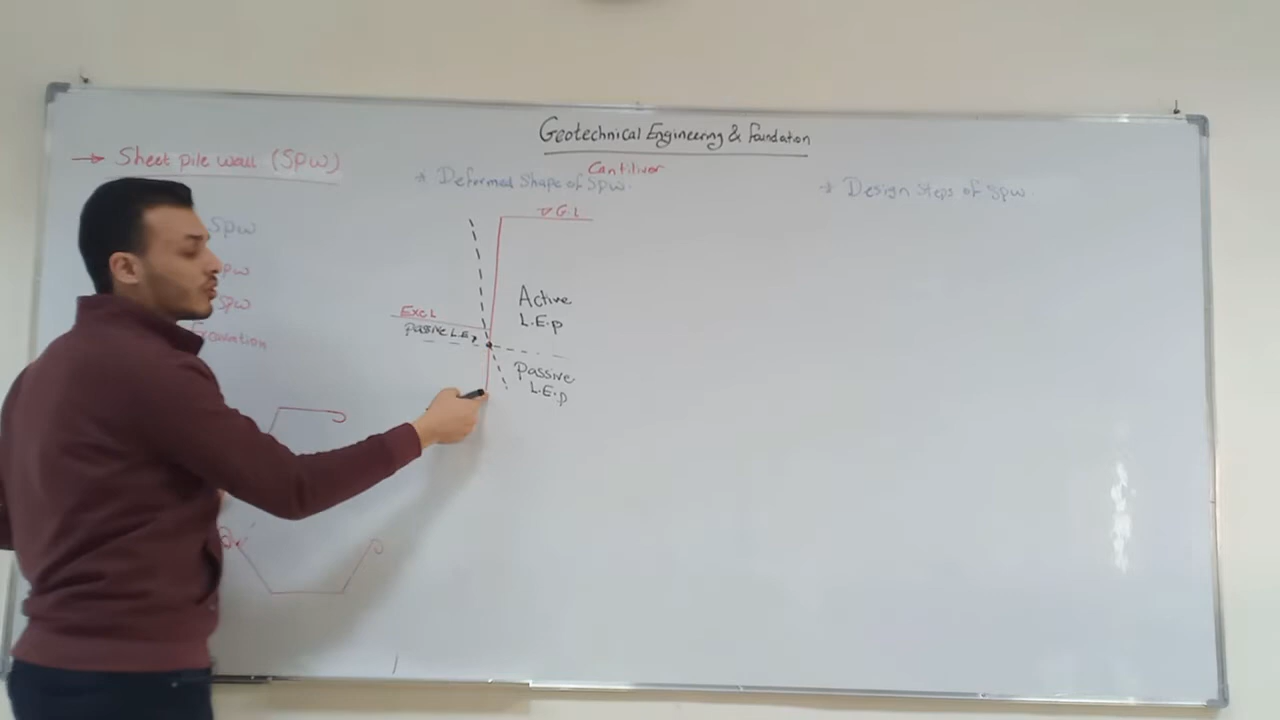 Geotechnical Engineering & Foundation
→ Sheet pile wall (SPW)
Cantiliver
* Deformed Shape of SPW.
* Design Steps of SPW.
SPW
SPW
SPW
Excavation
▽ G.L
Active
L.E.P
Exc L
Passive L.E.P
Passive
L.E.P